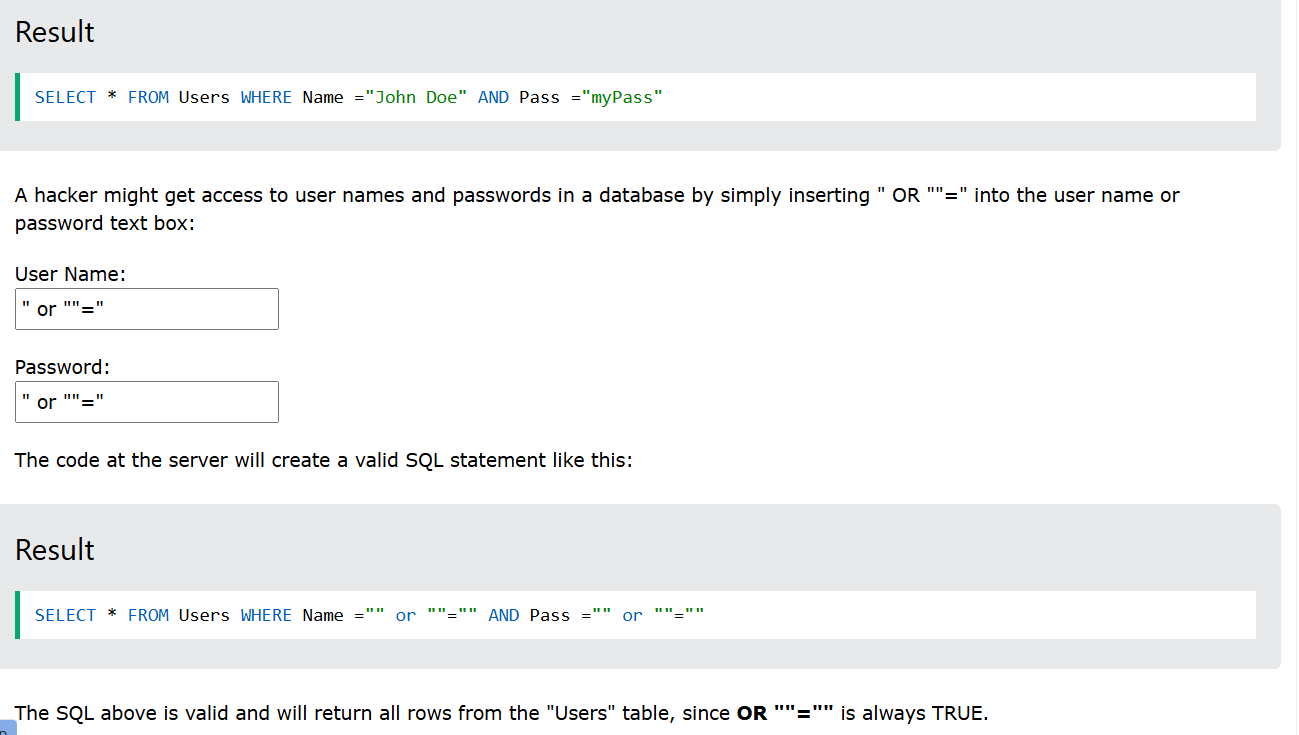 Result
SELECT * FROM Users WHERE Name ="John Doe" AND Pass ="myPass"
A hacker might get access to user names and passwords in a database by simply inserting " OR ""=" into the user name or
password text box:
User Name:
" or ""="
Password:
" or ""="
The code at the server will create a valid SQL statement like this:
Result
SELECT * FROM Users WHERE Name ="" or ""="" AND Pass ="" or ""=""
The SQL above is valid and will return all rows from the "Users" table, since OR ""="" is always TRUE.